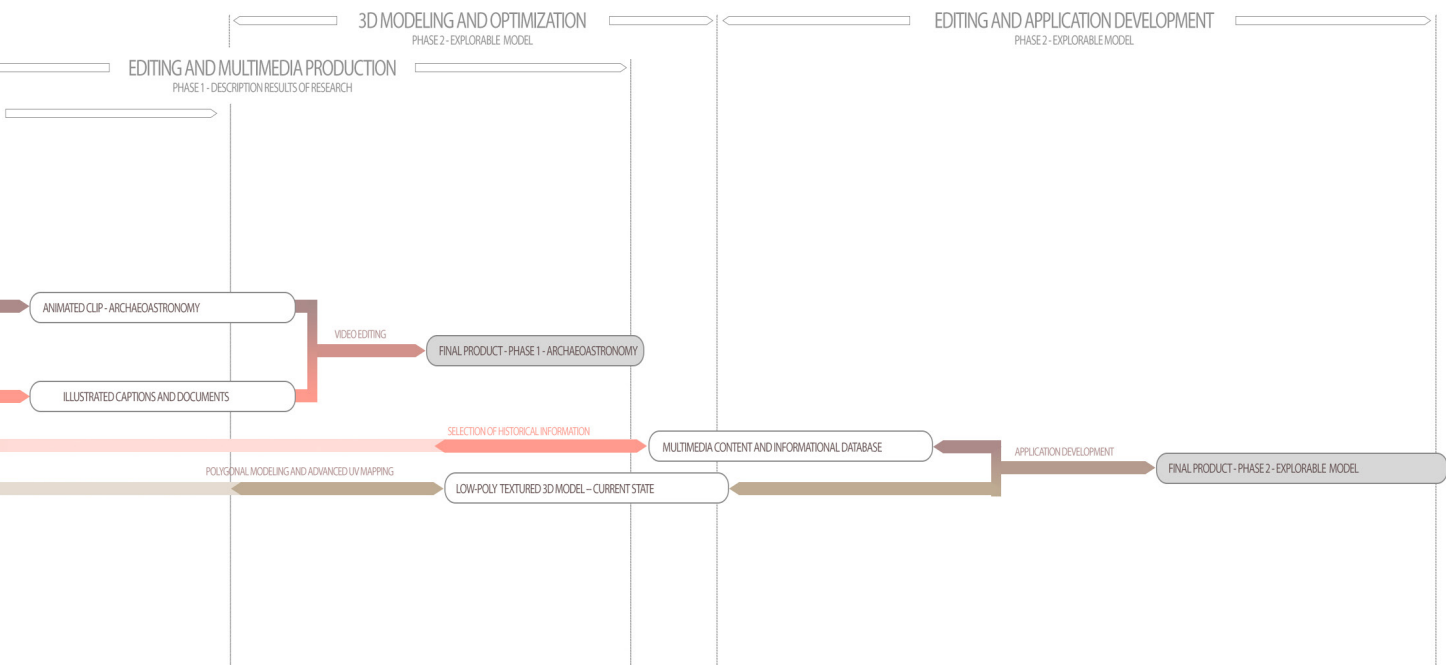 3D MODELING AND OPTIMIZATION
PHASE 2 - EXPLORABLE MODEL
EDITING AND APPLICATION DEVELOPMENT
PHASE 2 - EXPLORABLE MODEL
EDITING AND MULTIMEDIA PRODUCTION
PHASE 1 - DESCRIPTION RESULTS OF RESEARCH
ANIMATED CLIP - ARCHAEOASTRONOMY
VIDEO EDITING
FINAL PRODUCT - PHASE 1 - ARCHAEOASTRONOMY
ILLUSTRATED CAPTIONS AND DOCUMENTS
SELECTION OF HISTORICAL INFORMATION
MULTIMEDIA CONTENT AND INFORMATIONAL DATABASE
APPLICATION DEVELOPMENT
FINAL PRODUCT - PHASE 2 - EXPLORABLE MODEL
POLYGONAL MODELING AND ADVANCED UV MAPPING
LOW-POLY TEXTURED 3D MODEL – CURRENT STATE